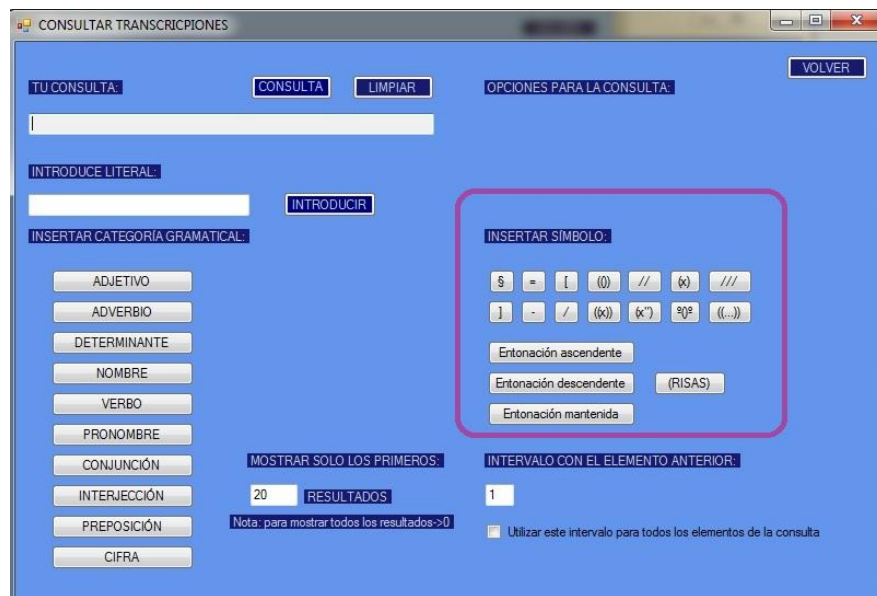 CONSULTAR TRANSCRICPIONES
VOLVER
TU CONSULTA:
CONSULTA
LIMPIAR
OPCIONES PARA LA CONSULTA:
INTRODUCE LITERAL:
INTRODUCIR
INSERTAR CATEGORÍA GRAMATICAL:
ADJETIVO
ADVERBIO
DETERMINANTE
NOMBRE
VERBO
PRONOMBRE
CONJUNCIÓN
INTERJECCIÓN
PREPOSICIÓN
CIFRA
INSERTAR SÍMBOLO:
§ = [ (()) // (x) ///
] - / ((x)) (x'') º()º ((...))
Entonación ascendente
Entonación descendente (RISAS)
Entonación mantenida
MOSTRAR SOLO LOS PRIMEROS:
20 RESULTADOS
Nota: para mostrar todos los resultados->0
INTERVALO CON EL ELEMENTO ANTERIOR:
1
Utilizar este intervalo para todos los elementos de la consulta